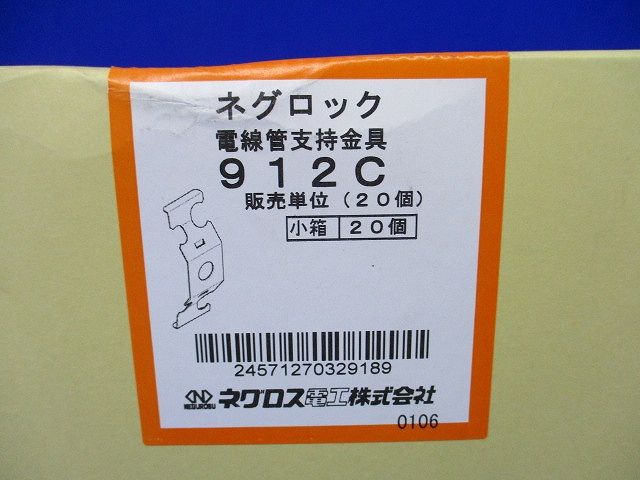 ネグロック
電線管支持金具
912C
販売単位（20個）
小箱 20個
24571270329189
NEGUROSU ネグロス電工株式会社
0106